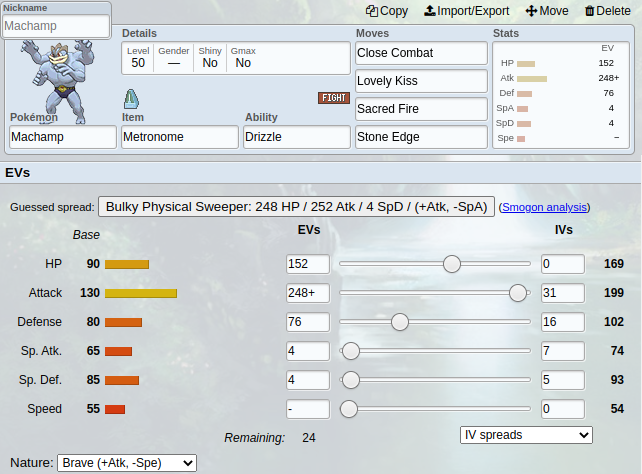 Nickname
Machamp
Copy Import/Export Move Delete
Details
Level Gender Shiny Gmax
50 — No No
FIGHT
Pokémon Item Ability
Machamp Metronome Drizzle
Moves
Close Combat
Lovely Kiss
Sacred Fire
Stone Edge
Stats
EV
HP 152
Atk 248+
Def 76
SpA 4
SpD 4
Spe –
EVs
Guessed spread: Bulky Physical Sweeper: 248 HP / 252 Atk / 4 SpD / (+Atk, -SpA) (Smogon analysis)
Base EVs IVs
HP 90 152 0 169
Attack 130 248+ 31 199
Defense 80 76 16 102
Sp. Atk. 65 4 7 74
Sp. Def. 85 4 5 93
Speed 55 - 0 54
Remaining: 24 IV spreads
Nature: Brave (+Atk, -Spe)